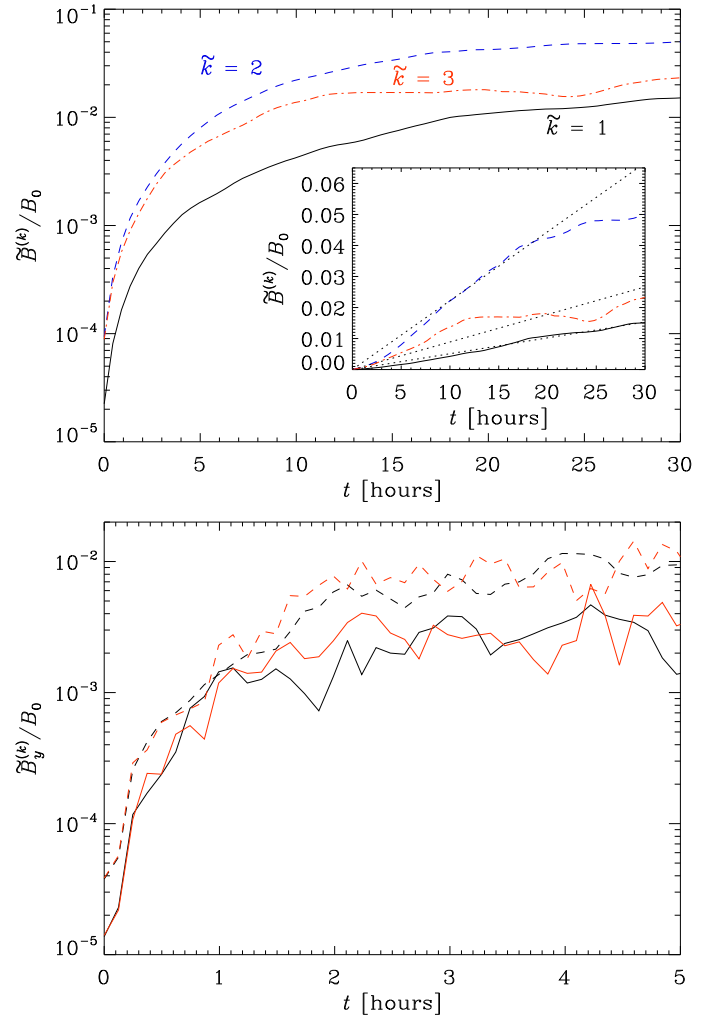 10⁻¹
10⁻²
10⁻³
10⁻⁴
10⁻⁵
B̃⁽ᵏ⁾/B₀
k̃ = 2
k̃ = 3
k̃ = 1
0.06
0.05
0.04
0.03
0.02
0.01
0.00
B̃⁽ᵏ⁾/B₀
0 5 10 15 20 25 30
t [hours]
0 5 10 15 20 25 30
t [hours]
10⁻²
10⁻³
10⁻⁴
10⁻⁵
B̃_y⁽ᵏ⁾/B₀
0 1 2 3 4 5
t [hours]